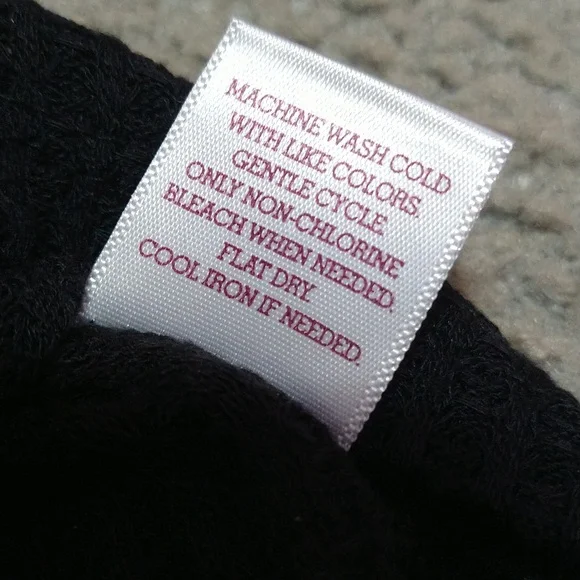 MACHINE WASH COLD
WITH LIKE COLORS.
GENTLE CYCLE
ONLY NON-CHLORINE
BLEACH WHEN NEEDED.
FLAT DRY
COOL IRON IF NEEDED.